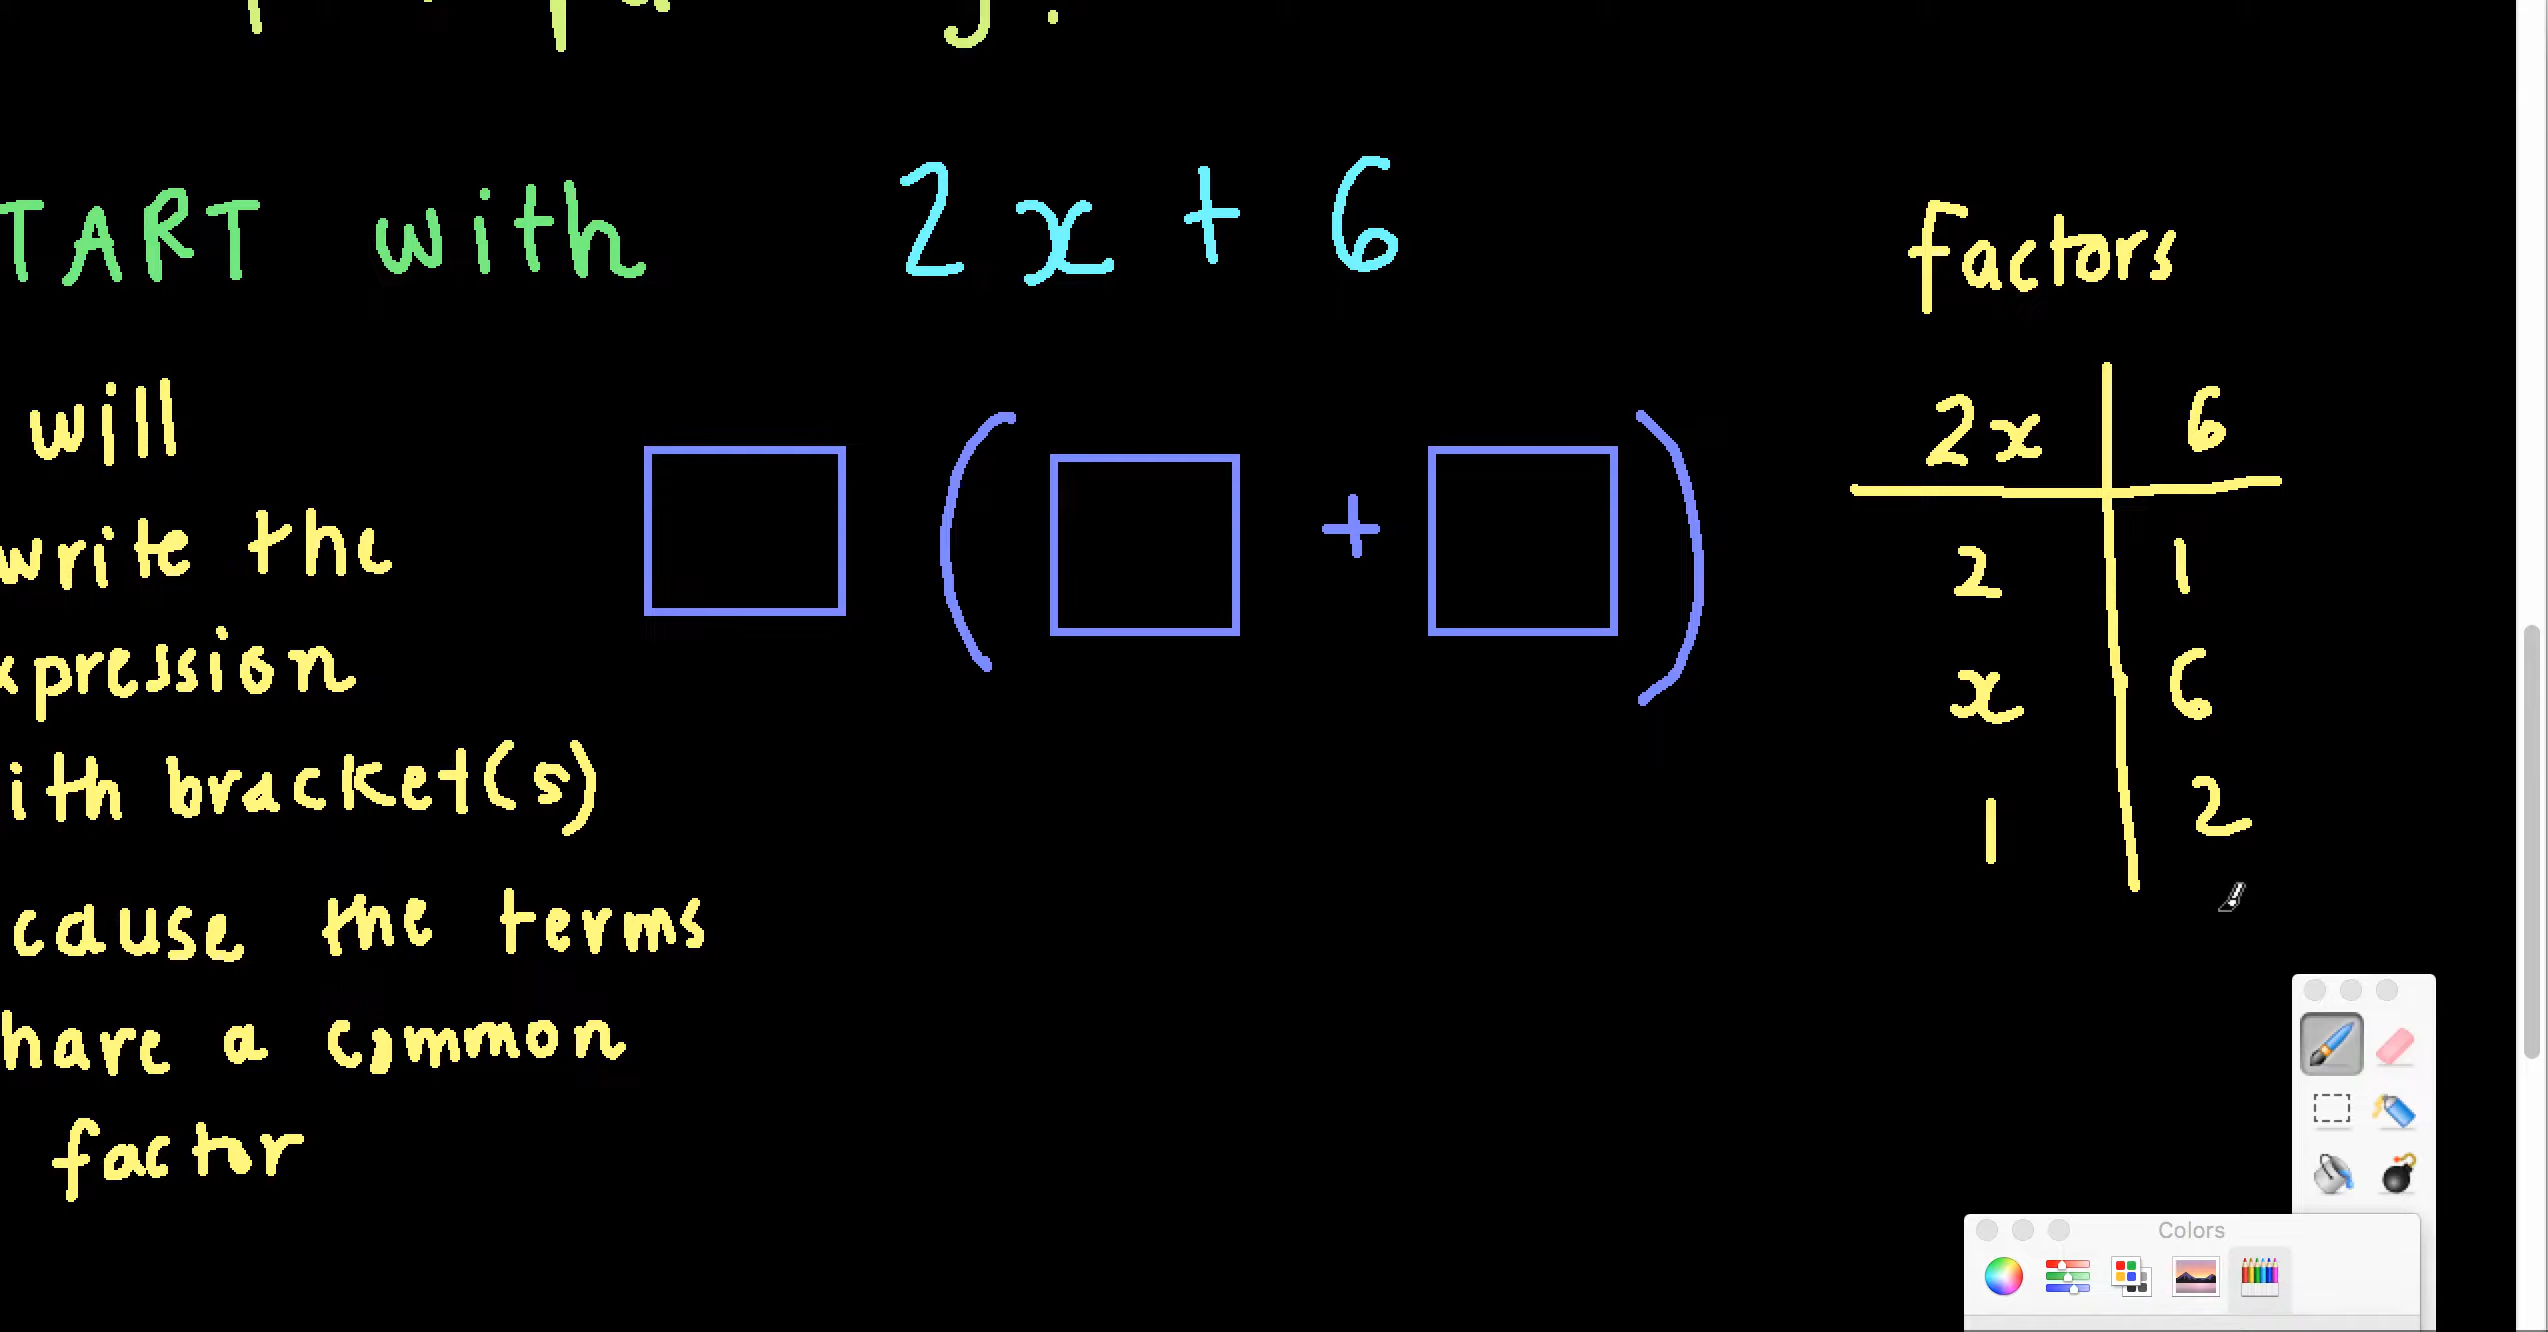 TART with 2x + 6
will
write the
xpression
ith bracket(s)
cause the terms
have a common
factor
( + )
factors
2x 6
2 1
x 6
1 2
Colors